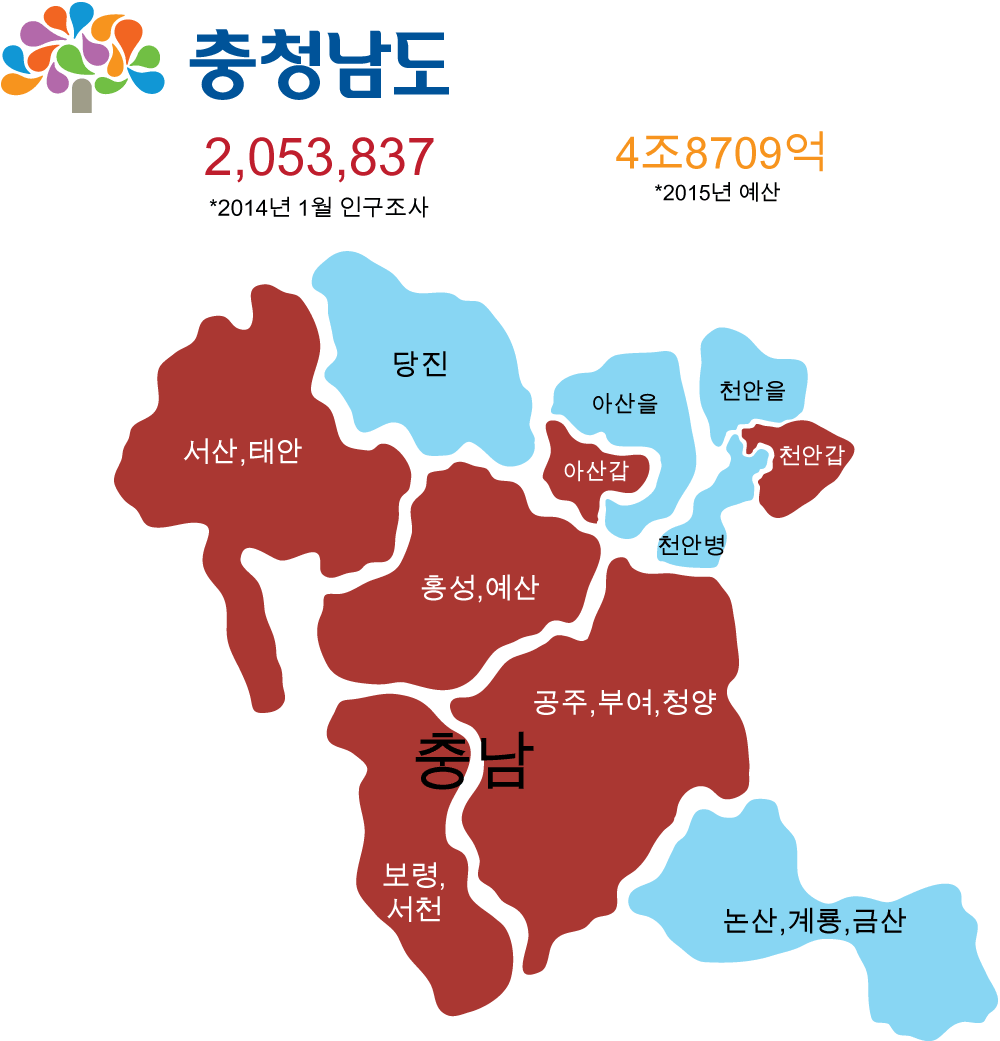 충청남도
2,053,837
*2014년 1월 인구조사
4조8709억
*2015년 예산
당진
아산을
천안을
서산,태안
아산갑
천안갑
천안병
홍성,예산
공주,부여,청양
충남
보령,
서천
논산,계룡,금산